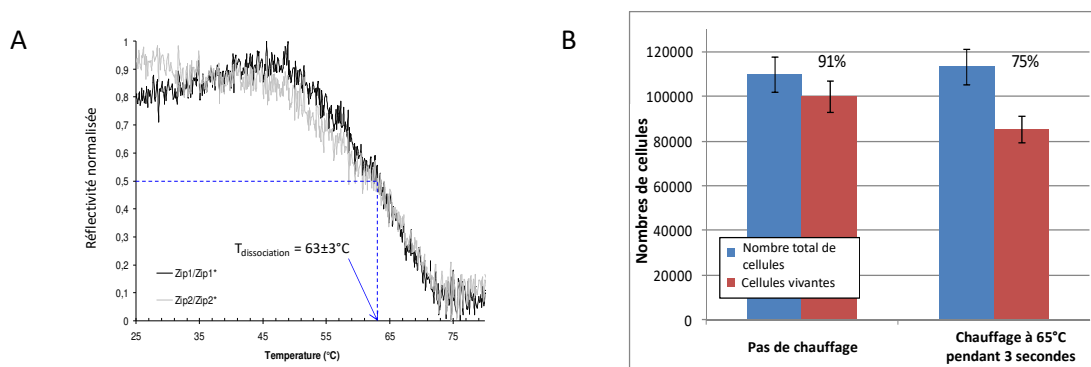 A
Réflectivité normalisée
1
0,9
0,8
0,7
0,6
0,5
0,4
0,3
0,2
0,1
0
T dissociation = 63±3°C
Zip1/Zip1*
Zip2/Zip2*
25 35 45 55 65 75
Temperature (°C)
B
Nombres de cellules
120000
100000
80000
60000
40000
20000
0
91% 75%
Nombre total de
cellules
Cellules vivantes
Pas de chauffage
Chauffage à 65°C
pendant 3 secondes